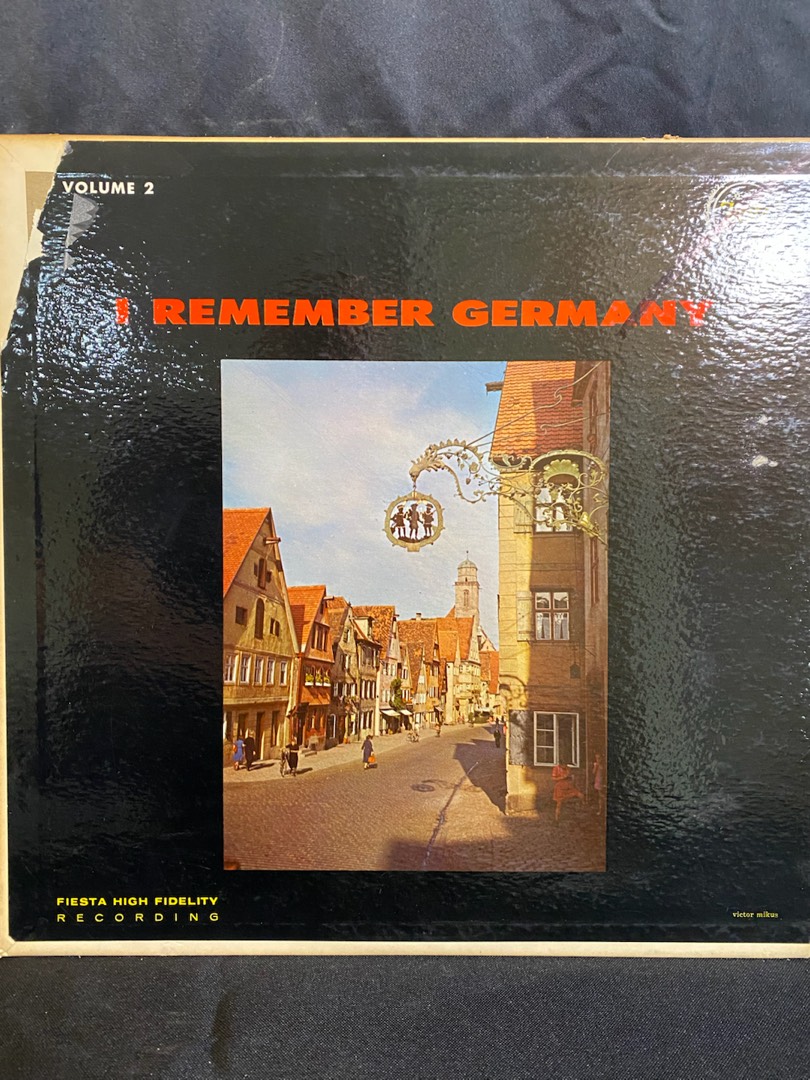 VOLUME 2
I REMEMBER GERMANY
FIESTA HIGH FIDELITY
RECORDING
victor mikus